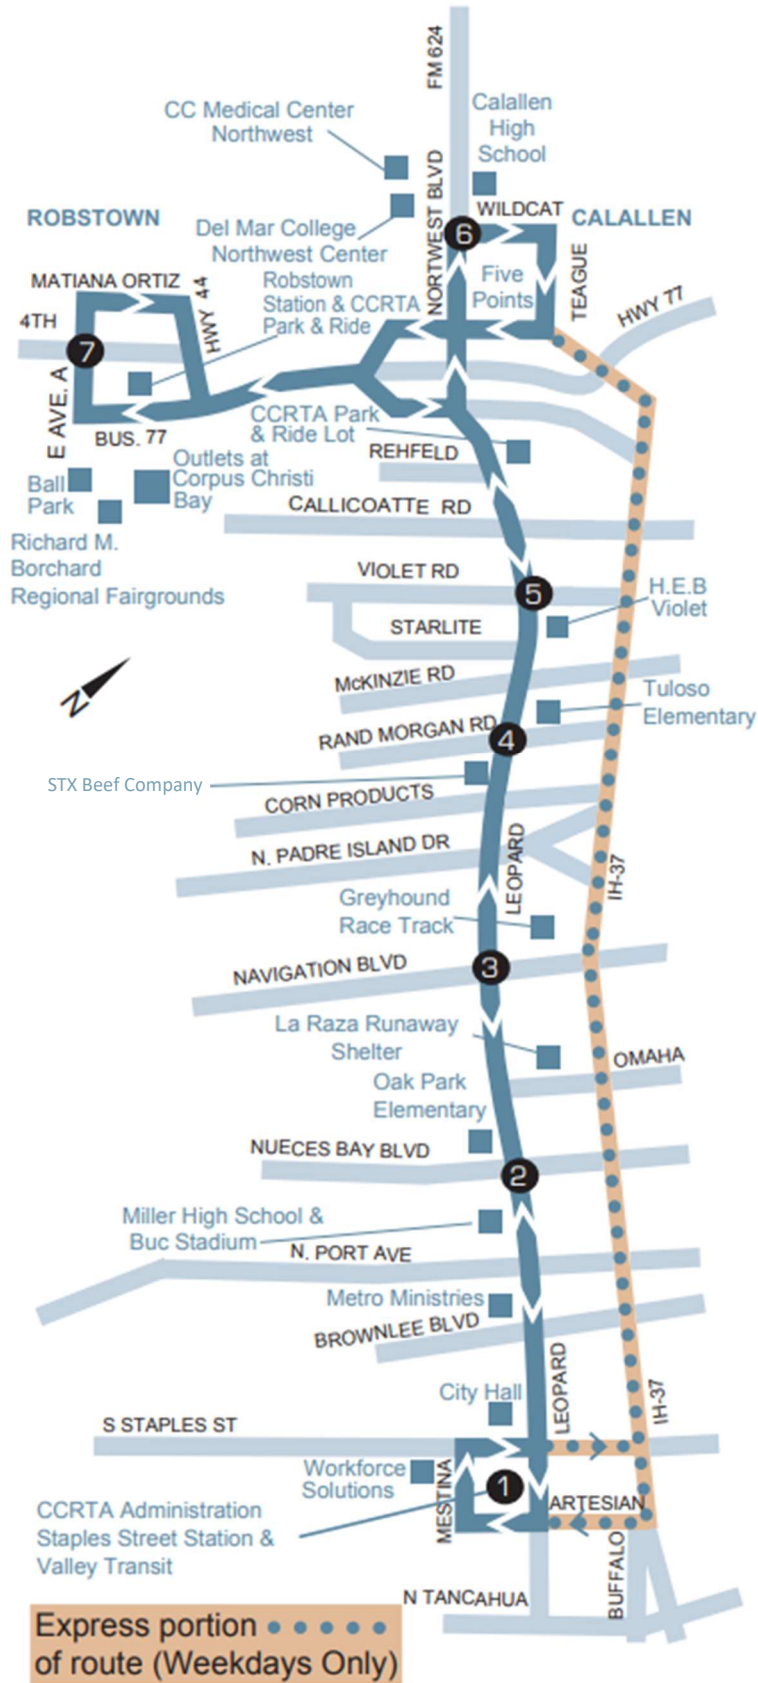 FM 624
CC Medical Center
Northwest
Calallen
High
School
NORTHWEST BLVD
ROBSTOWN
Del Mar College
Northwest Center
WILDCAT
CALALLEN
6
MATIANA ORTIZ
HWY 44
Robstown
Station & CCRTA
Park & Ride
Five
Points
TEAGUE
HWY 77
4TH
7
E AVE. A
BUS. 77
CCRTA Park
& Ride Lot
REHFELD
Ball
Park
Outlets at
Corpus Christi
Bay
CALLICOATTE RD
Richard M.
Borchard
Regional Fairgrounds
VIOLET RD
5
H.E.B
Violet
STARLITE
N
McKINZIE RD
Tuloso
Elementary
RAND MORGAN RD
4
STX Beef Company
CORN PRODUCTS
N. PADRE ISLAND DR
LEOPARD
IH-37
Greyhound
Race Track
NAVIGATION BLVD
3
La Raza Runaway
Shelter
OMAHA
Oak Park
Elementary
NUECES BAY BLVD
2
Miller High School &
Buc Stadium
N. PORT AVE
Metro Ministries
BROWNLEE BLVD
LEOPARD
IH-37
City Hall
S STAPLES ST
Workforce
Solutions
MESTINA
1
ARTESIAN
CCRTA Administration
Staples Street Station &
Valley Transit
BUFFALO
N TANCAHUA
Express portion
of route (Weekdays Only)